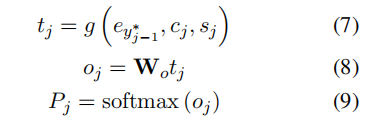 t_j = g(e_{y^*_{j-1}}, c_j, s_j) (7)
o_j = W_o t_j (8)
P_j = softmax (o_j) (9)